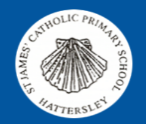 ST JAMES' CATHOLIC PRIMARY SCHOOL
HATTERSLEY